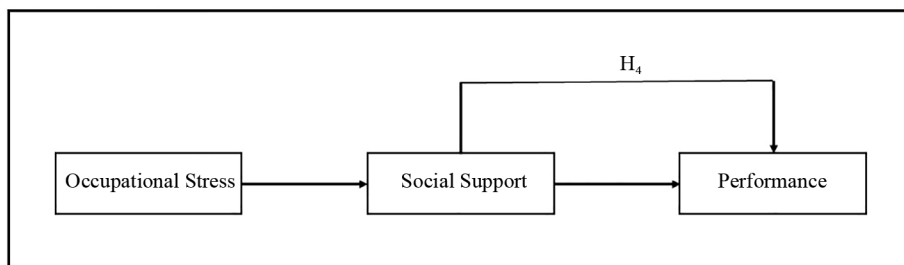 H₄
Occupational Stress
Social Support
Performance